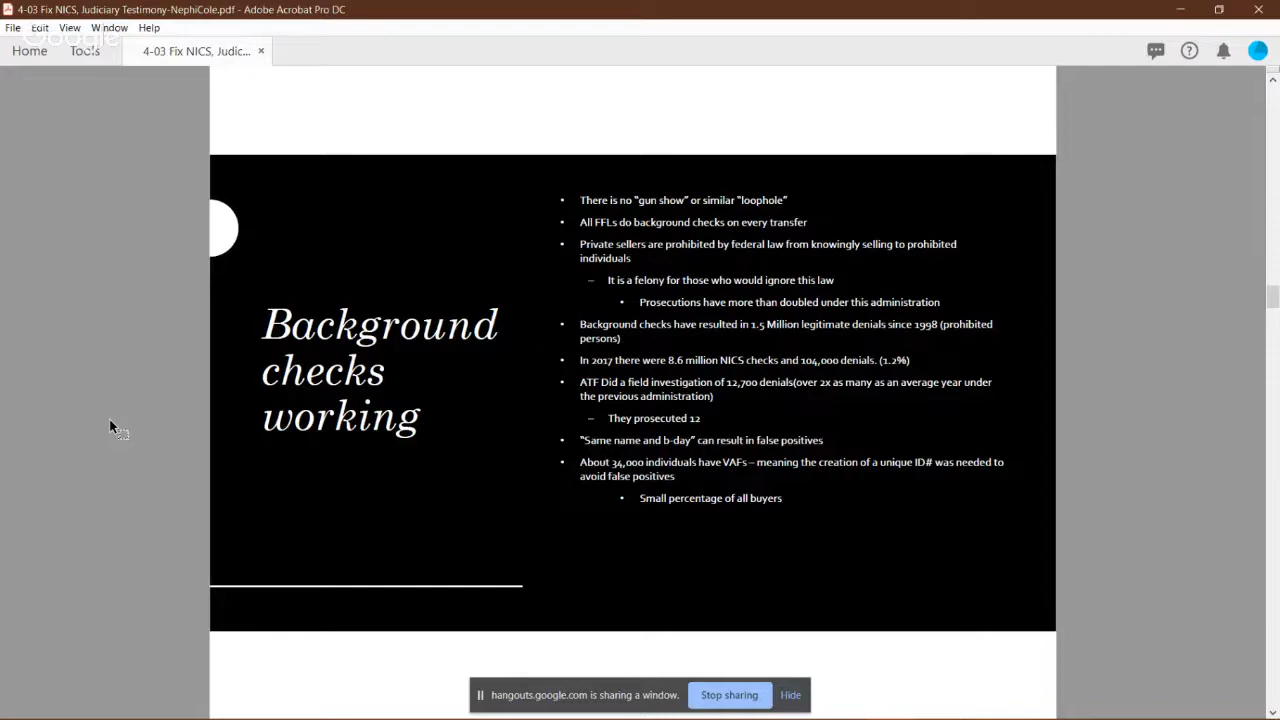 4-03 Fix NICS, Judiciary Testimony-NephiCole.pdf - Adobe Acrobat Pro DC
File Edit View Window Help
Google
Home Tools 4-03 Fix NICS, Judic... ×
• There is no “gun show” or similar “loophole”
• All FFLs do background checks on every transfer
• Private sellers are prohibited by federal law from knowingly selling to prohibited
individuals
– It is a felony for those who would ignore this law
• Prosecutions have more than doubled under this administration
Background
checks
working
• Background checks have resulted in 1.5 Million legitimate denials since 1998 (prohibited
persons)
• In 2017 there were 8.6 million NICS checks and 104,000 denials. (1.2%)
• ATF Did a field investigation of 12,700 denials(over 2x as many as an average year under
the previous administration)
– They prosecuted 12
• “Same name and b-day” can result in false positives
• About 34,000 individuals have VAFs – meaning the creation of a unique ID# was needed to
avoid false positives
• Small percentage of all buyers
hangouts.google.com is sharing a window. Stop sharing Hide